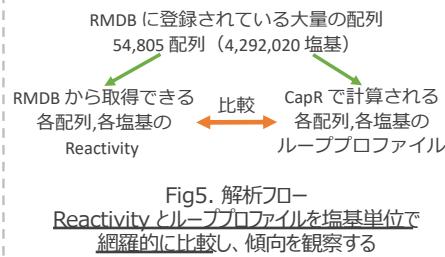 RMDB に登録されている大量の配列
54,805 配列（4,292,020 塩基）
RMDB から取得できる
各配列,各塩基の
Reactivity
比較
CapR で計算される
各配列,各塩基の
ループプロファイル
Fig5. 解析フロー
Reactivity とループプロファイルを塩基単位で
網羅的に比較し、傾向を観察する